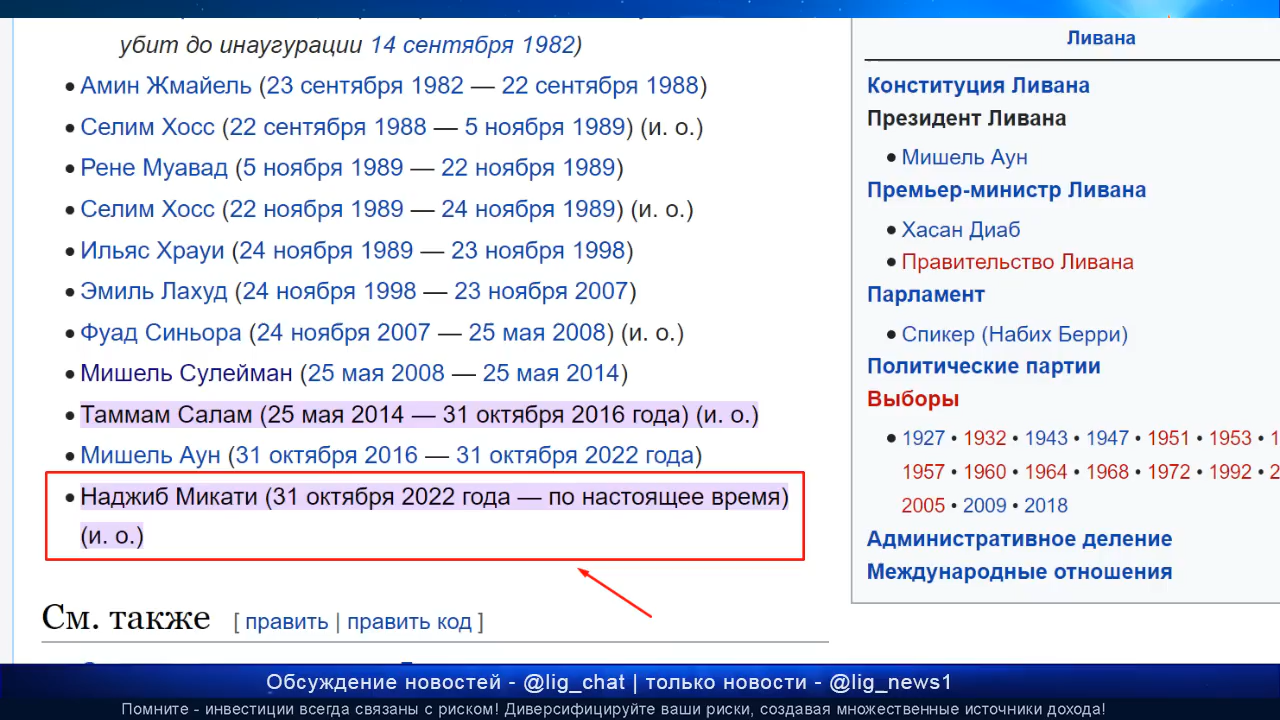 убит до инаугурации 14 сентября 1982)
• Амин Жмайель (23 сентября 1982 — 22 сентября 1988)
• Селим Хосс (22 сентября 1988 — 5 ноября 1989) (и. о.)
• Рене Муавад (5 ноября 1989 — 22 ноября 1989)
• Селим Хосс (22 ноября 1989 — 24 ноября 1989) (и. о.)
• Ильяс Храуи (24 ноября 1989 — 23 ноября 1998)
• Эмиль Лахуд (24 ноября 1998 — 23 ноября 2007)
• Фуад Синьора (24 ноября 2007 — 25 мая 2008) (и. о.)
• Мишель Сулейман (25 мая 2008 — 25 мая 2014)
• Таммам Салам (25 мая 2014 — 31 октября 2016 года) (и. о.)
• Мишель Аун (31 октября 2016 — 31 октября 2022 года)
• Наджиб Микати (31 октября 2022 года — по настоящее время)
(и. о.)
См. также [ править | править код ]
Ливана
Конституция Ливана
Президент Ливана
• Мишель Аун
Премьер-министр Ливана
• Хасан Диаб
• Правительство Ливана
Парламент
• Спикер (Набих Берри)
Политические партии
Выборы
• 1927 • 1932 • 1943 • 1947 • 1951 • 1953 •
1957 • 1960 • 1964 • 1968 • 1972 • 1992 •
2005 • 2009 • 2018
Административное деление
Международные отношения
Обсуждение новостей - @lig_chat | только новости - @lig_news1
Помните - инвестиции всегда связаны с риском! Диверсифицируйте ваши риски, создавая множественные источники дохода!